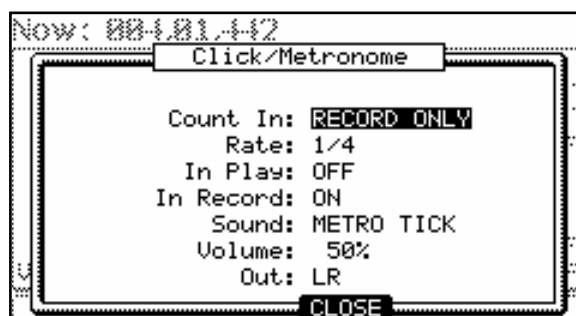 Now: 004.01.442
Click/Metronome
Count In: RECORD ONLY
Rate: 1/4
In Play: OFF
In Record: ON
Sound: METRO TICK
Volume: 50%
Out: LR
CLOSE